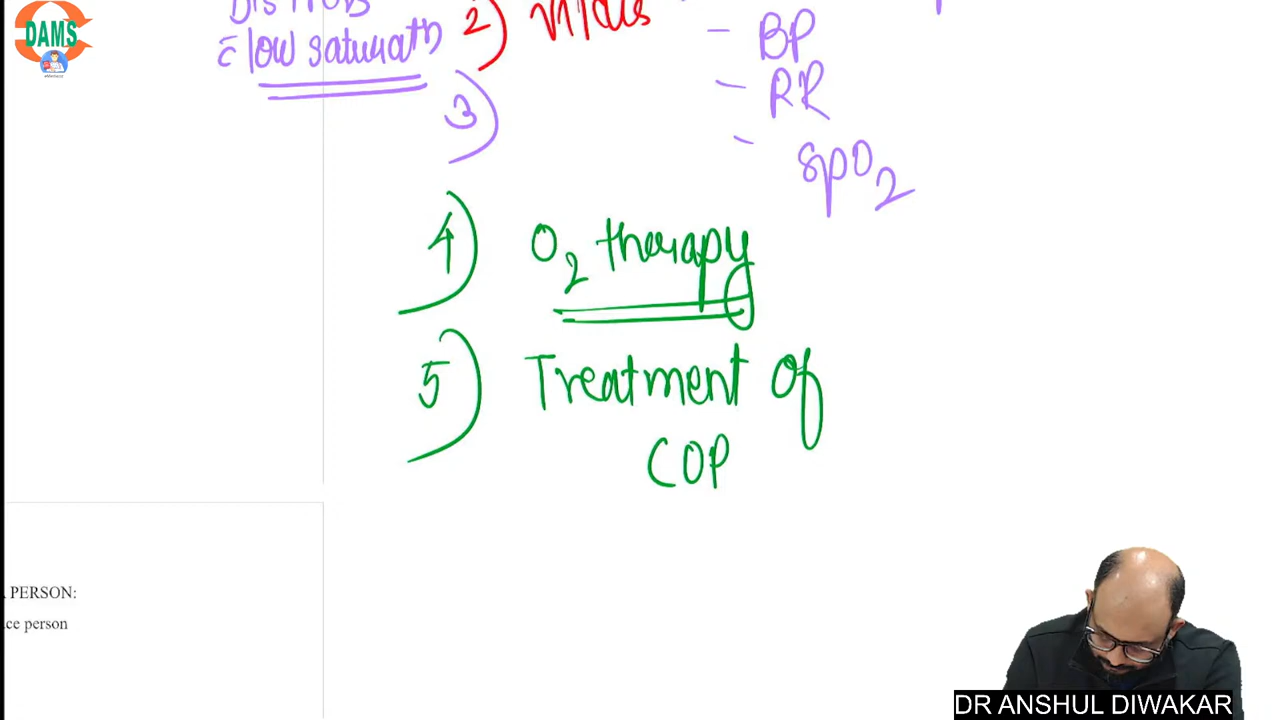 DAMS
c̄ low saturatn
2) Vitals
- BP
- RR
- SpO2
3)
4) O2 therapy
5) Treatment of
COP
PERSON:
ce person
DR ANSHUL DIWAKAR